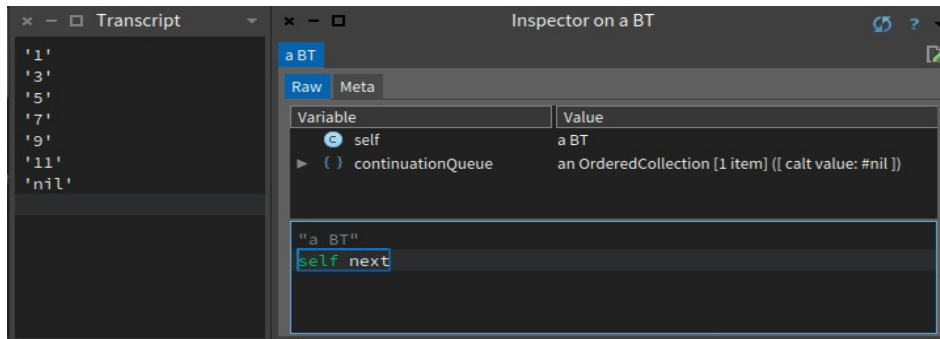 Transcript
'1'
'3'
'5'
'7'
'9'
'11'
'nil'
Inspector on a BT
?
a BT
Raw Meta
Variable Value
self a BT
{ } continuationQueue an OrderedCollection [1 item] ([ calt value: #nil ])
"a BT"
self next